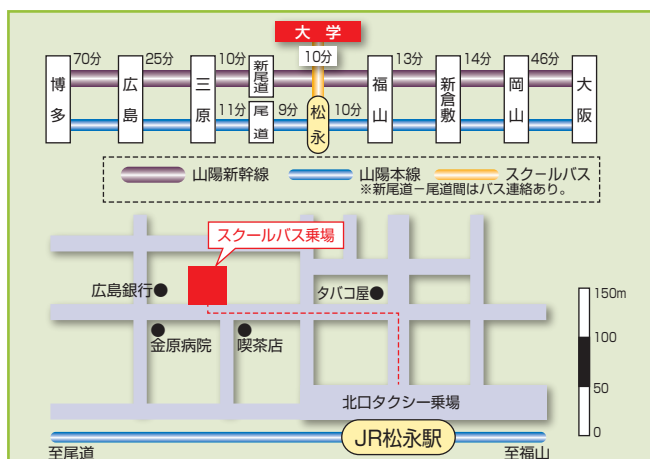 大学
70分
25分
10分
10分
13分
14分
46分
博多
広島
三原
新尾道
尾道
松永
福山
新倉敷
岡山
大阪
11分
9分
10分
山陽新幹線
山陽本線
スクールバス
※新尾道－尾道間はバス連絡あり。
スクールバス乗場
広島銀行
タバコ屋
金原病院
喫茶店
150m
100
50
0
北口タクシー乗場
JR松永駅
至尾道
至福山